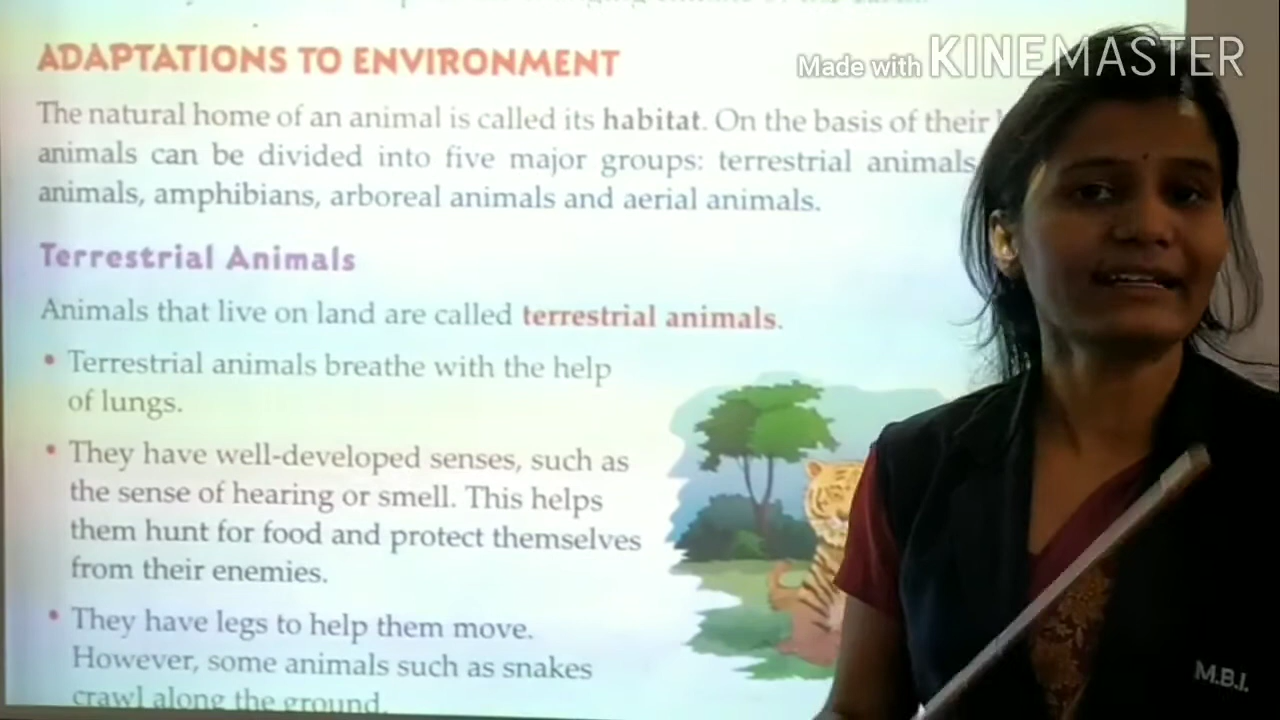 ADAPTATIONS TO ENVIRONMENT
Made with KINEMASTER
The natural home of an animal is called its habitat. On the basis of their
animals can be divided into five major groups: terrestrial animals
animals, amphibians, arboreal animals and aerial animals.
Terrestrial Animals
Animals that live on land are called terrestrial animals.
• Terrestrial animals breathe with the help
of lungs.
• They have well-developed senses, such as
the sense of hearing or smell. This helps
them hunt for food and protect themselves
from their enemies.
• They have legs to help them move.
However, some animals such as snakes
crawl along the ground.
M.B.I.